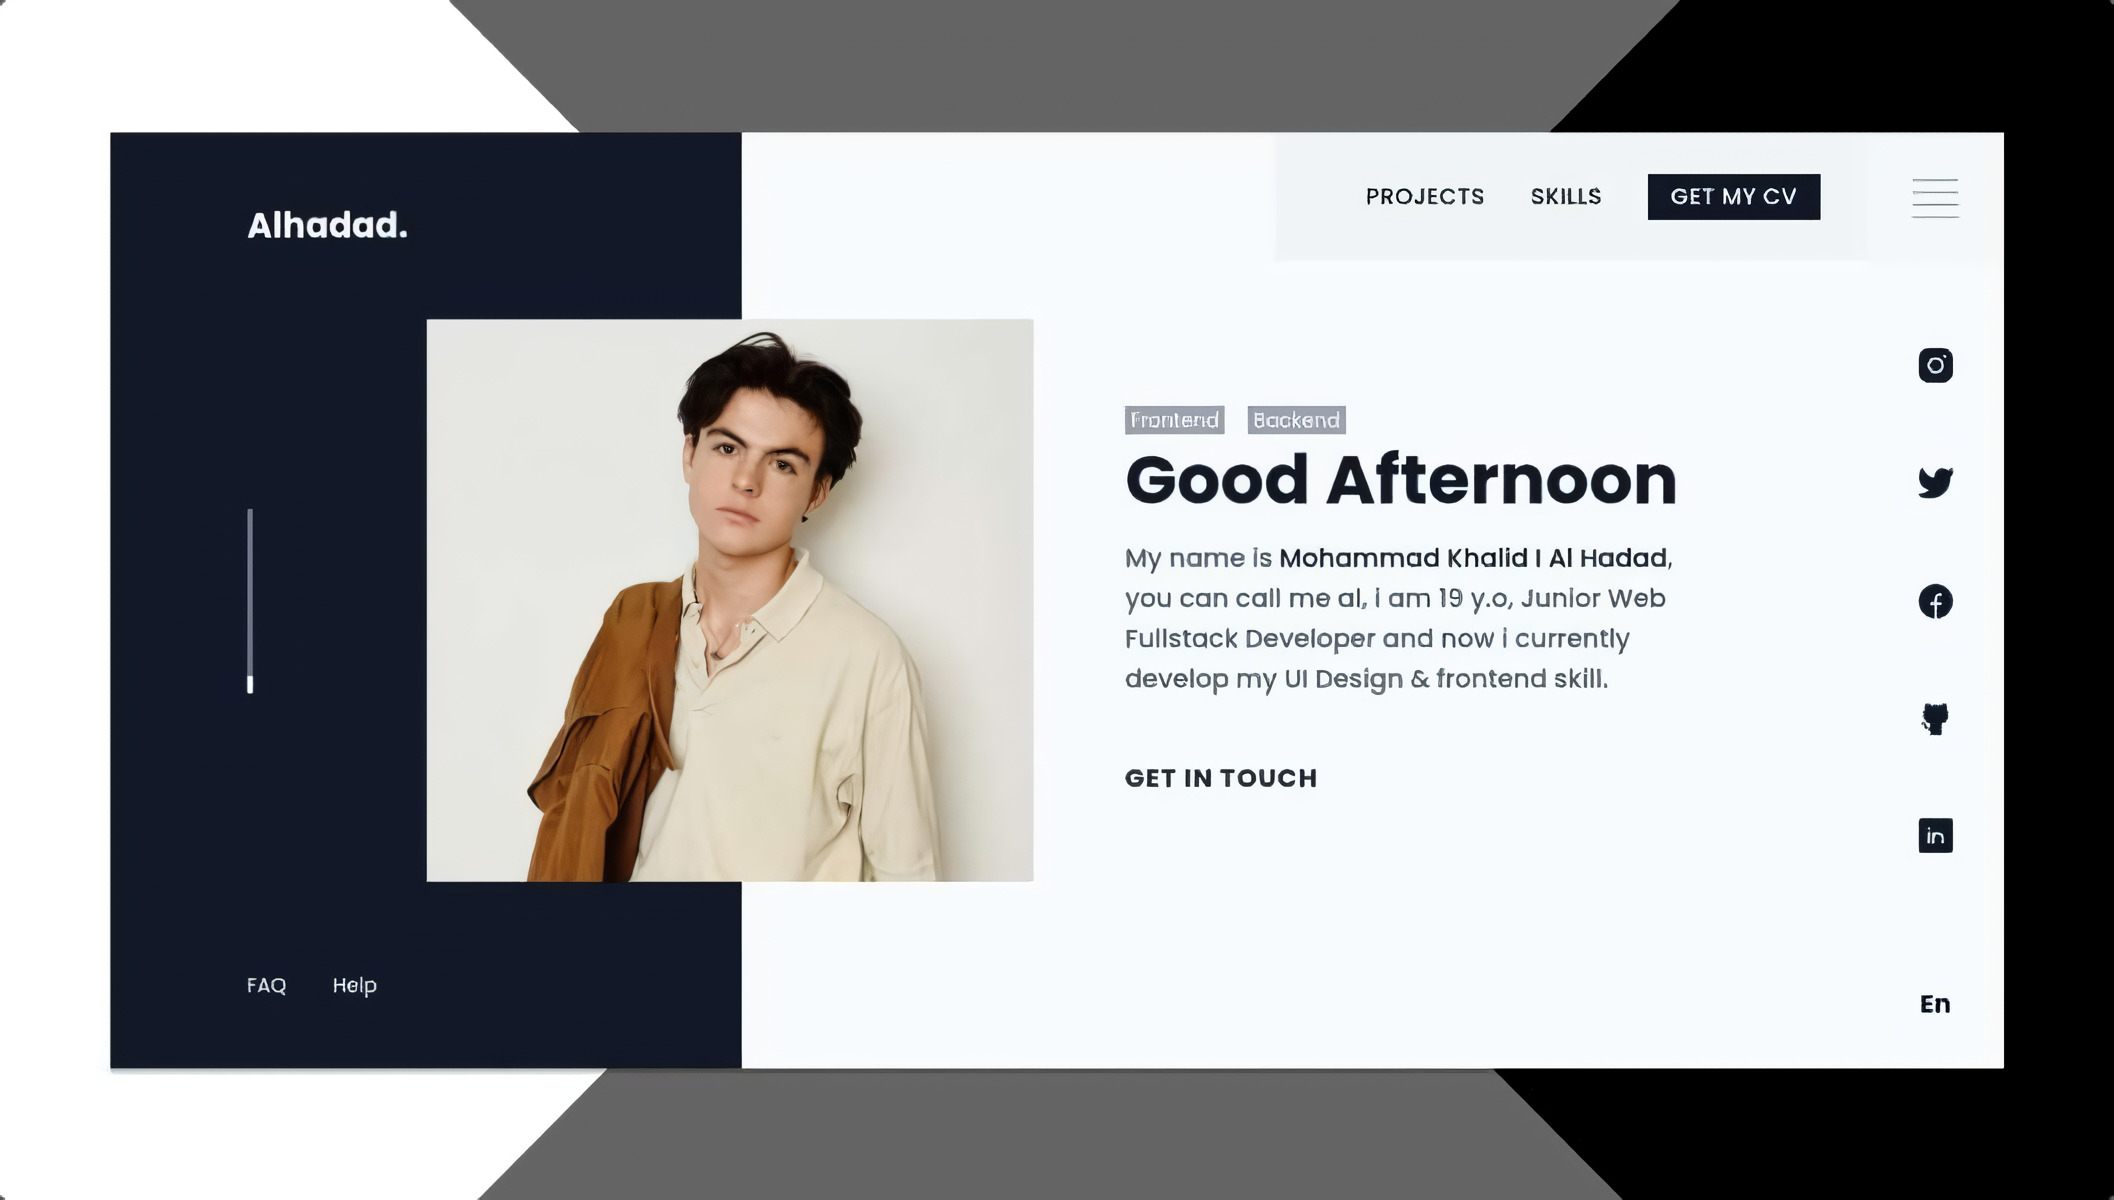 Alhadad.
PROJECTS SKILLS GET MY CV
Frontend Backend
Good Afternoon
My name is Mohammad Khalid I Al Hadad,
you can call me al, i am 19 y.o, Junior Web
Fullstack Developer and now i currently
develop my UI Design & frontend skill.
GET IN TOUCH
in
FAQ Help
En